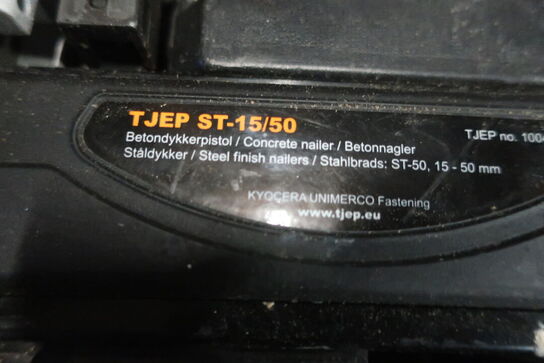 TJEP ST-15/50
Betondykkerpistol / Concrete nailer / Betonnagler
TJEP no. 1004
Ståldykker / Steel finish nailers / Stahlbrads: ST-50, 15 - 50 mm
KYOCERA UNIMERCO Fastening
www.tjep.eu